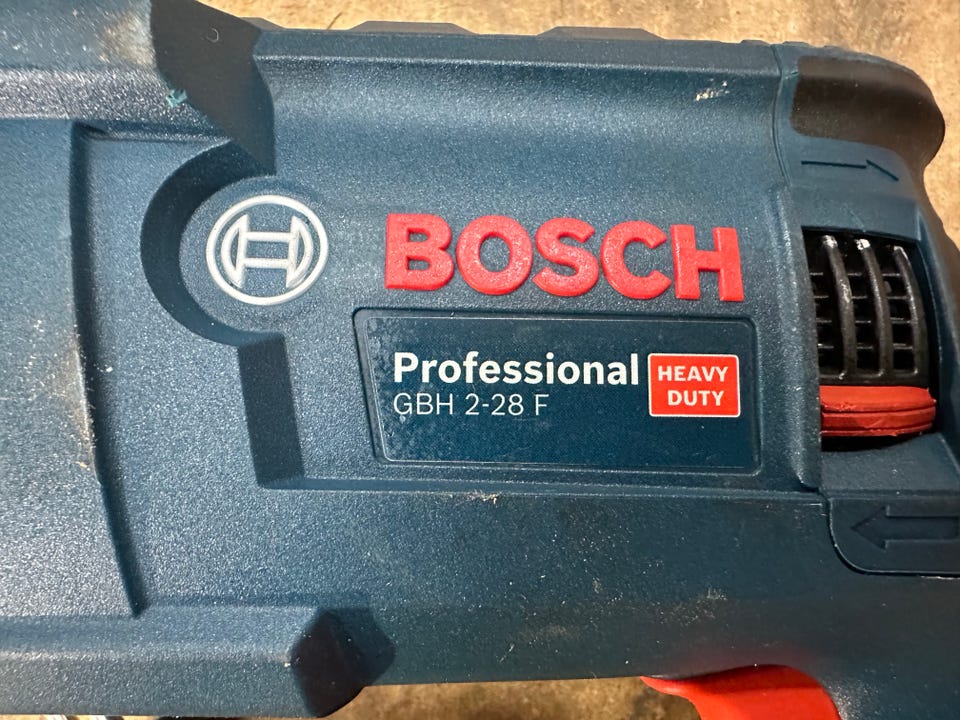 BOSCH
Professional
GBH 2-28 F
HEAVY
DUTY